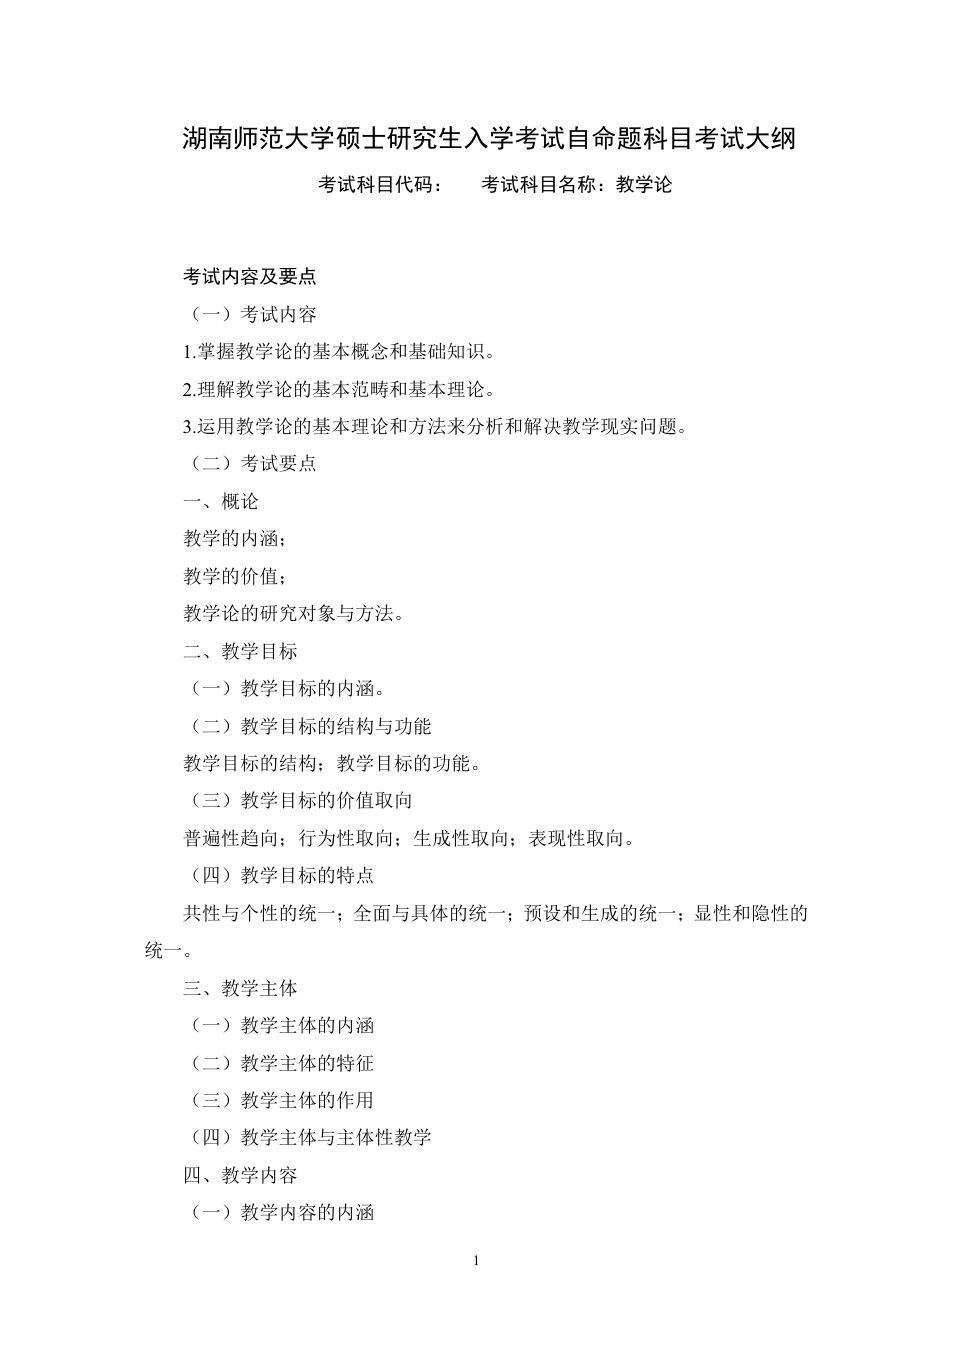 湖南师范大学硕士研究生入学考试自命题科目考试大纲
考试科目代码： 考试科目名称：教学论
考试内容及要点
（一）考试内容
1.掌握教学论的基本概念和基础知识。
2.理解教学论的基本范畴和基本理论。
3.运用教学论的基本理论和方法来分析和解决教学现实问题。
（二）考试要点
一、概论
教学的内涵；
教学的价值；
教学论的研究对象与方法。
二、教学目标
（一）教学目标的内涵。
（二）教学目标的结构与功能
教学目标的结构；教学目标的功能。
（三）教学目标的价值取向
普遍性趋向；行为性取向；生成性取向；表现性取向。
（四）教学目标的特点
共性与个性的统一；全面与具体的统一；预设和生成的统一；显性和隐性的
统一。
三、教学主体
（一）教学主体的内涵
（二）教学主体的特征
（三）教学主体的作用
（四）教学主体与主体性教学
四、教学内容
（一）教学内容的内涵
1